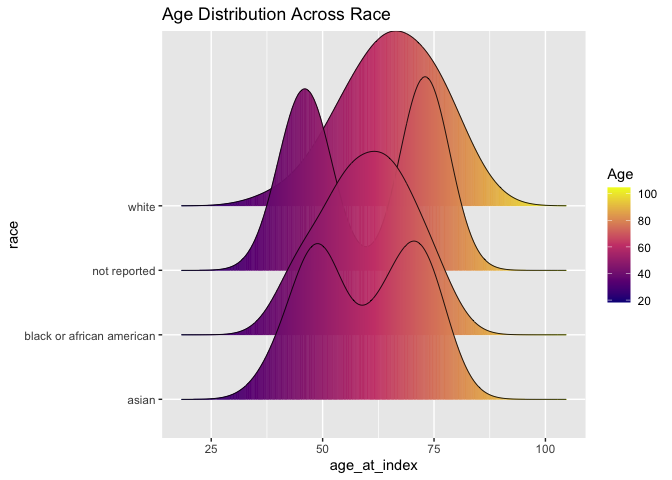 Age Distribution Across Race
race
white
not reported
black or african american
asian
25 50 75 100
age_at_index
Age
100
80
60
40
20